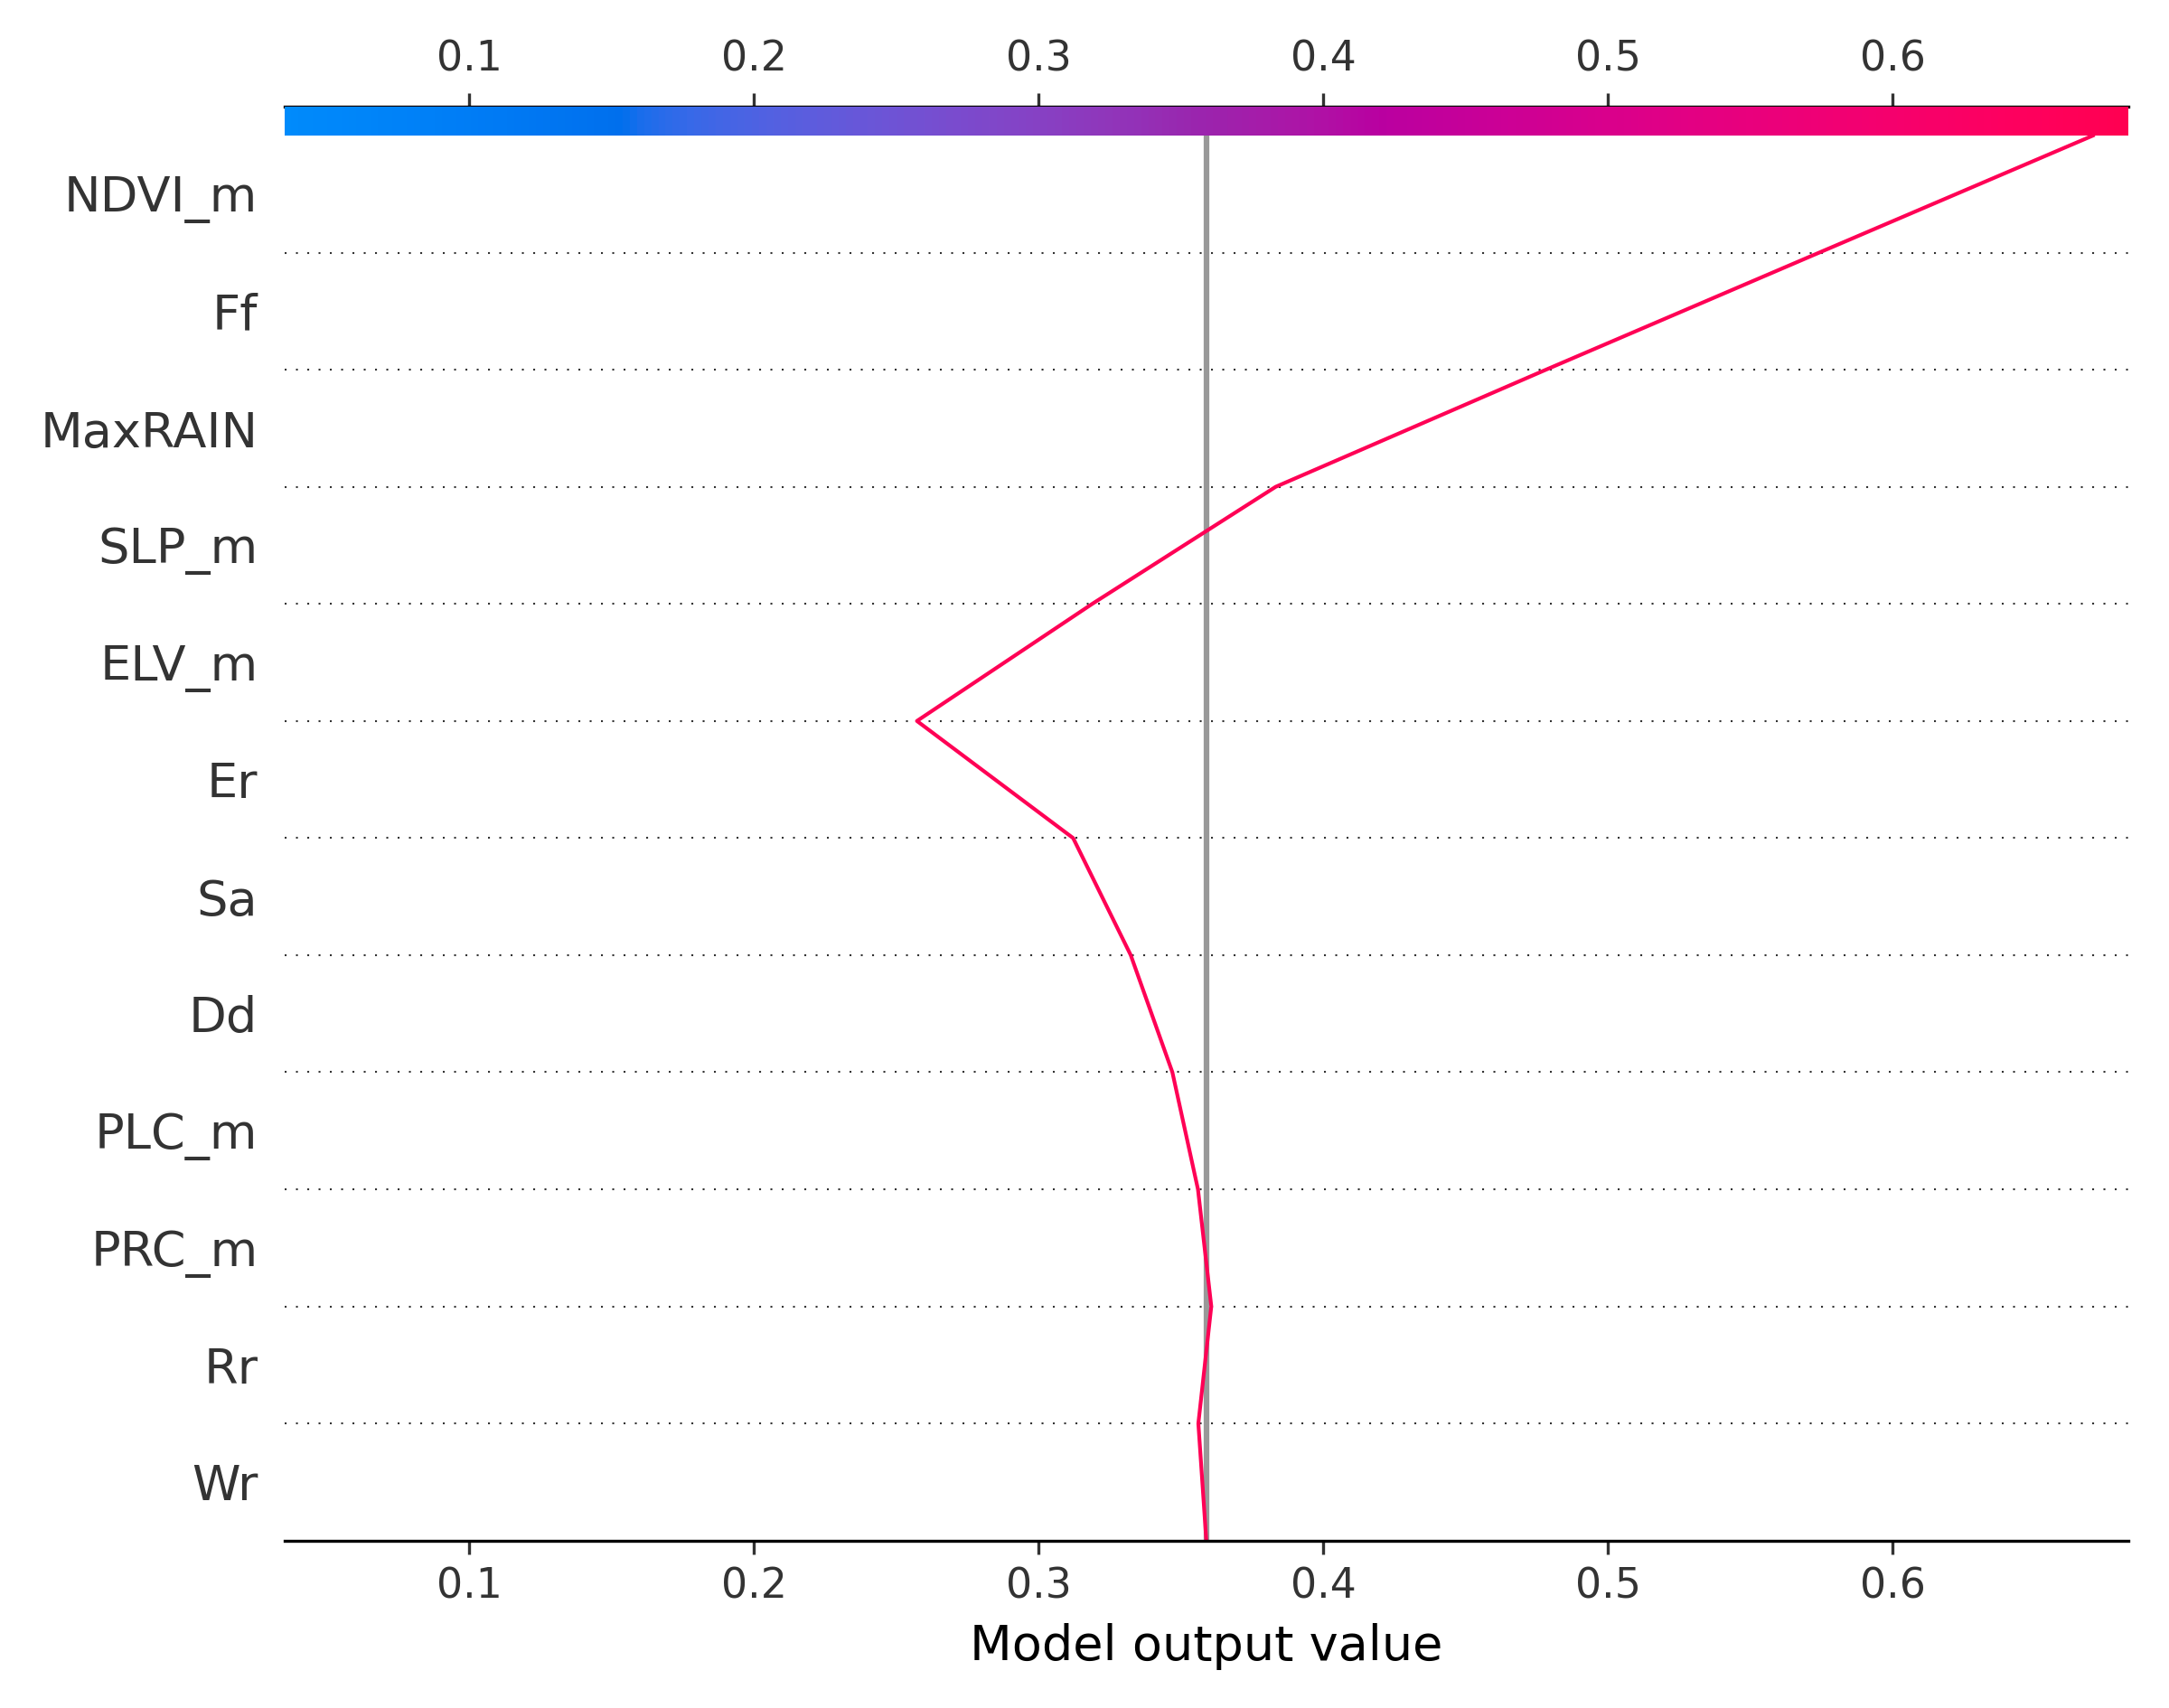 0.1 0.2 0.3 0.4 0.5 0.6
NDVI_m
Ff
MaxRAIN
SLP_m
ELV_m
Er
Sa
Dd
PLC_m
PRC_m
Rr
Wr
0.1 0.2 0.3 0.4 0.5 0.6
Model output value